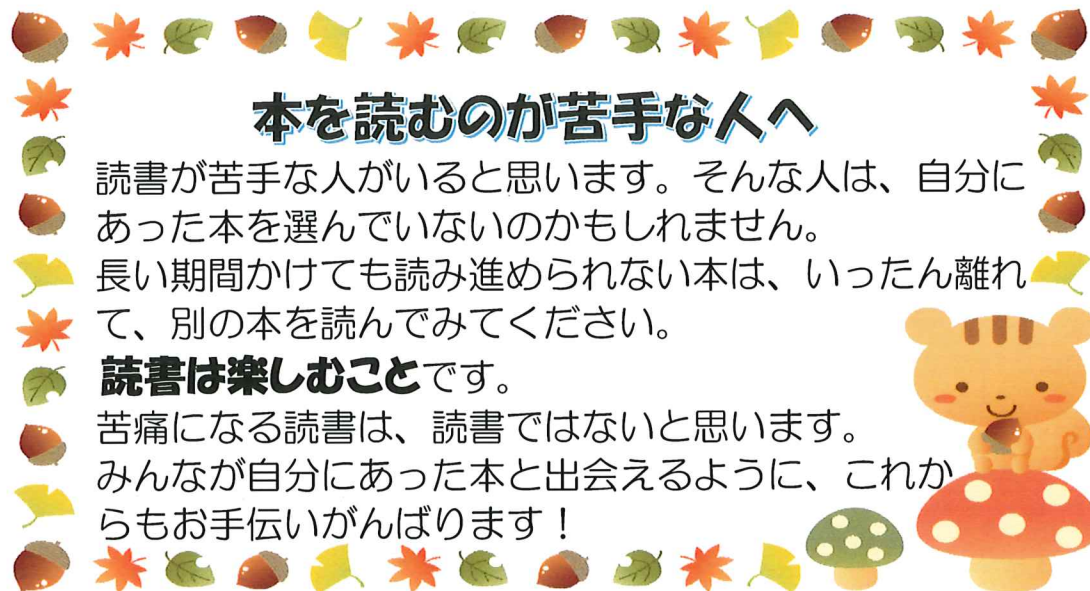 本を読むのが苦手な人へ
読書が苦手な人がいると思います。そんな人は、自分に
あった本を選んでいないのかもしれません。
長い期間かけても読み進められない本は、いったん離れ
て、別の本を読んでみてください。
読書は楽しむことです。
苦痛になる読書は、読書ではないと思います。
みんなが自分にあった本と出会えるように、これか
らもお手伝いがんばります！